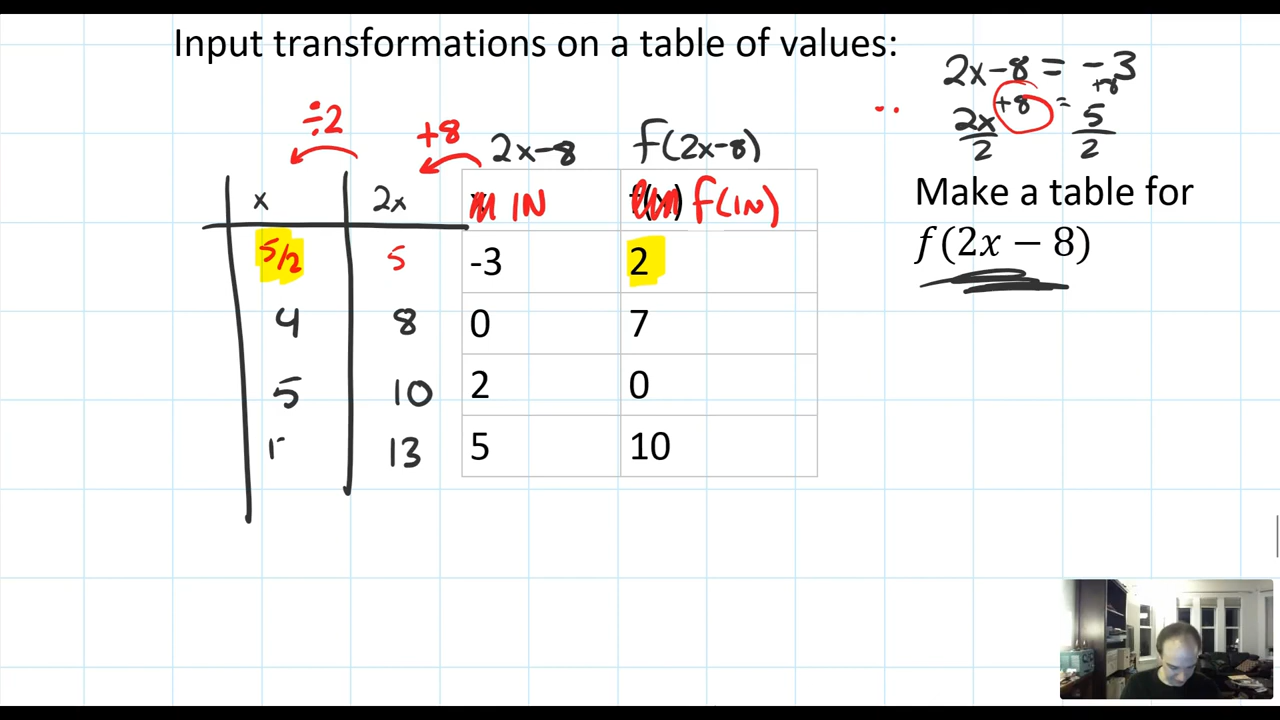 Input transformations on a table of values:
2x-8 = -3
+8 +8
2x = 5
2 2
÷2 +8 2x-8 f(2x-8)
x 2x IN f(IN)
5/2 5 -3 2
4 8 0 7
5 10 2 0
13 5 10
Make a table for
f(2x − 8)